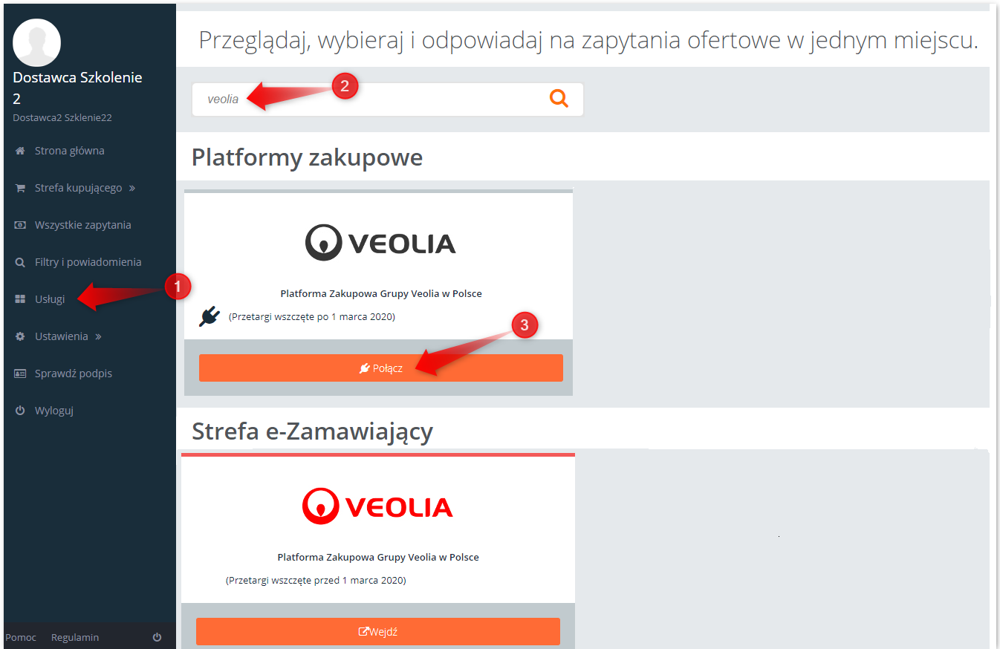 Dostawca Szkolenie
2
Dostawca2 Szklenie22
Strona główna
Strefa kupującego »
Wszystkie zapytania
Filtry i powiadomienia
Usługi
Ustawienia »
Sprawdź podpis
Wyloguj
Pomoc Regulamin
1
Przeglądaj, wybieraj i odpowiadaj na zapytania ofertowe w jednym miejscu.
veolia
2
Platformy zakupowe
VEOLIA
Platforma Zakupowa Grupy Veolia w Polsce
(Przetargi wszczęte po 1 marca 2020)
3
Połącz
Strefa e-Zamawiający
VEOLIA
Platforma Zakupowa Grupy Veolia w Polsce
(Przetargi wszczęte przed 1 marca 2020)
Wejdź